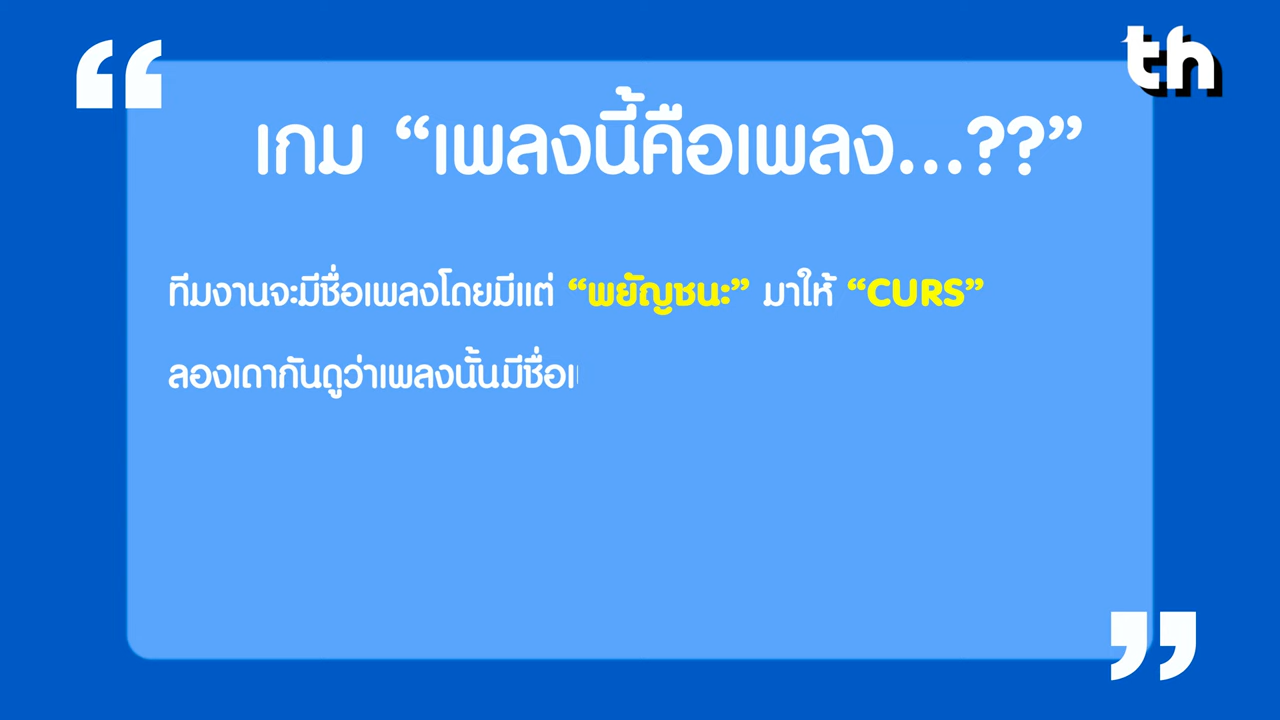 th
เกม “เพลงนี้คือเพลง...??”
ทีมงานจะมีชื่อเพลงโดยมีแต่ “พยัญชนะ” มาให้ “CURS”
ลองเดากันดูว่าเพลงนั้นมีชื่อ